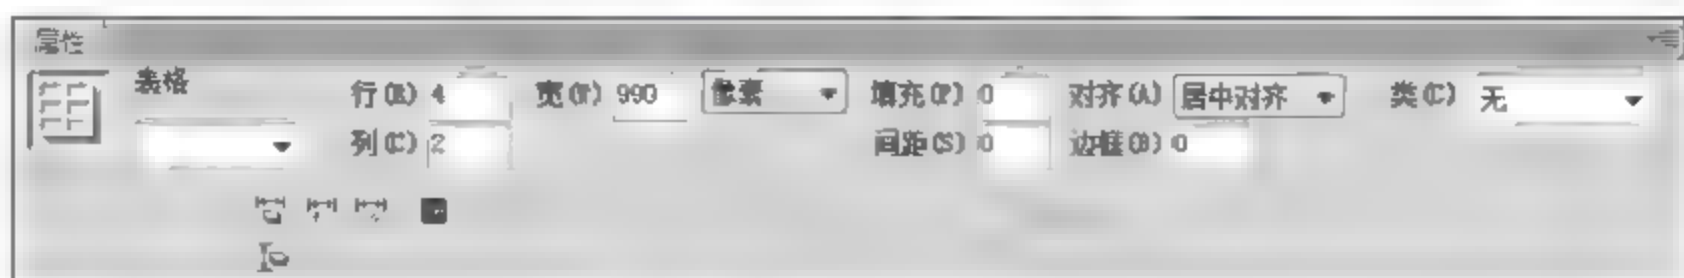 属性
表格 行(R) 4 宽(W) 990 像素 填充(P) 0 对齐(A) 居中对齐 类(C) 无
列(C) 2 间距(S) 0 边框(B) 0